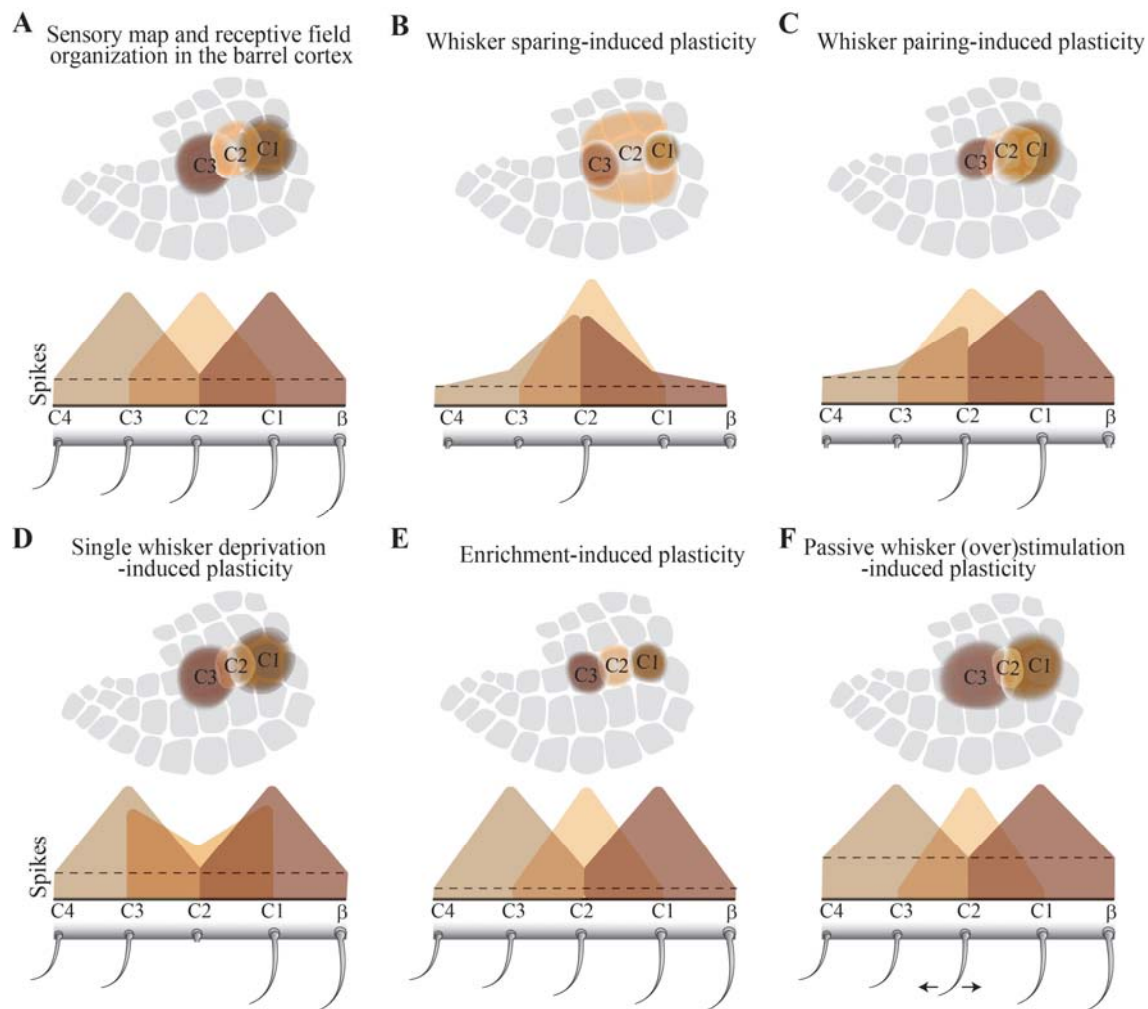 A
Sensory map and receptive field
organization in the barrel cortex
C3
C2
C1
Spikes
C4 C3 C2 C1 β
B
Whisker sparing-induced plasticity
C3
C2
C1
C4 C3 C2 C1 β
C
Whisker pairing-induced plasticity
C3
C2
C1
C4 C3 C2 C1 β
D
Single whisker deprivation
-induced plasticity
C3
C2
C1
Spikes
C4 C3 C2 C1 β
E
Enrichment-induced plasticity
C3
C2
C1
C4 C3 C2 C1 β
F
Passive whisker (over)stimulation
-induced plasticity
C3
C2
C1
C4 C3 C2 C1 β